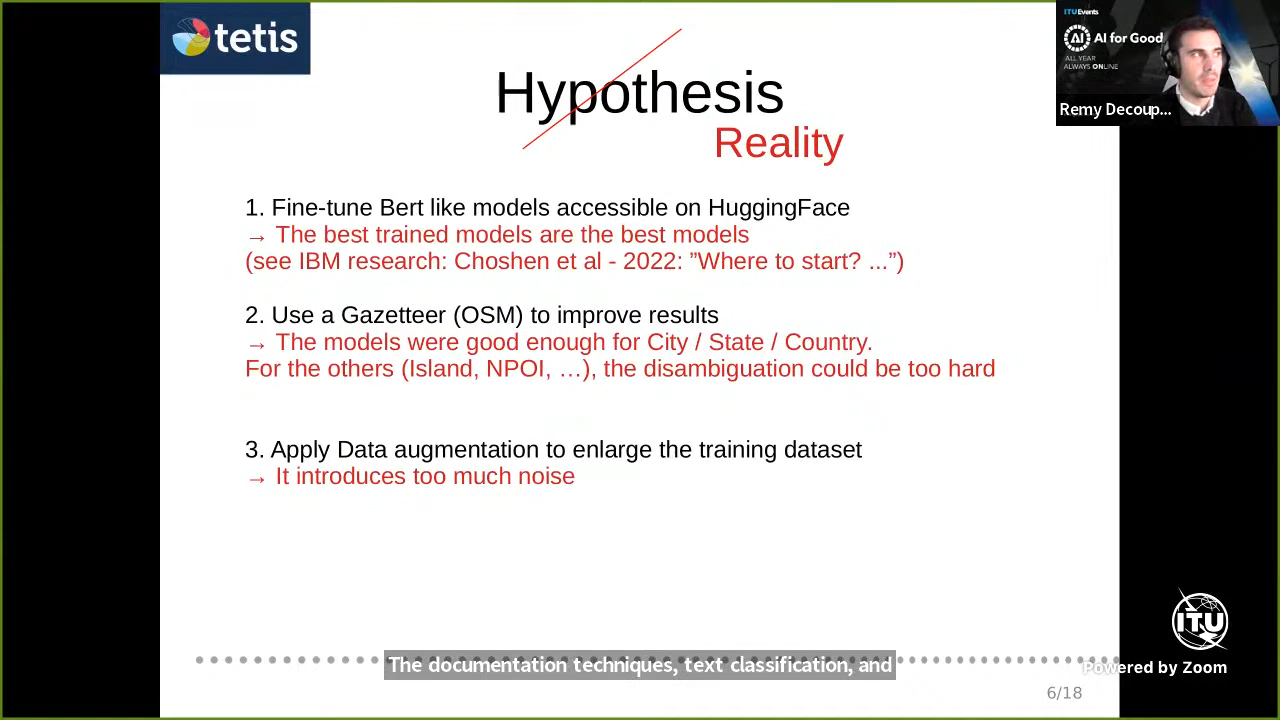 tetis
ITUEvents
AI
AI for Good
ALL YEAR
ALWAYS ONLINE
Remy Decoup...
Hypothesis
Reality
1. Fine-tune Bert like models accessible on HuggingFace
→ The best trained models are the best models
(see IBM research: Choshen et al - 2022: ”Where to start? ...”)
2. Use a Gazetteer (OSM) to improve results
→ The models were good enough for City / State / Country.
For the others (Island, NPOI, …), the disambiguation could be too hard
3. Apply Data augmentation to enlarge the training dataset
→ It introduces too much noise
ITU
The documentation techniques, text classification, and
Powered by Zoom
6/18